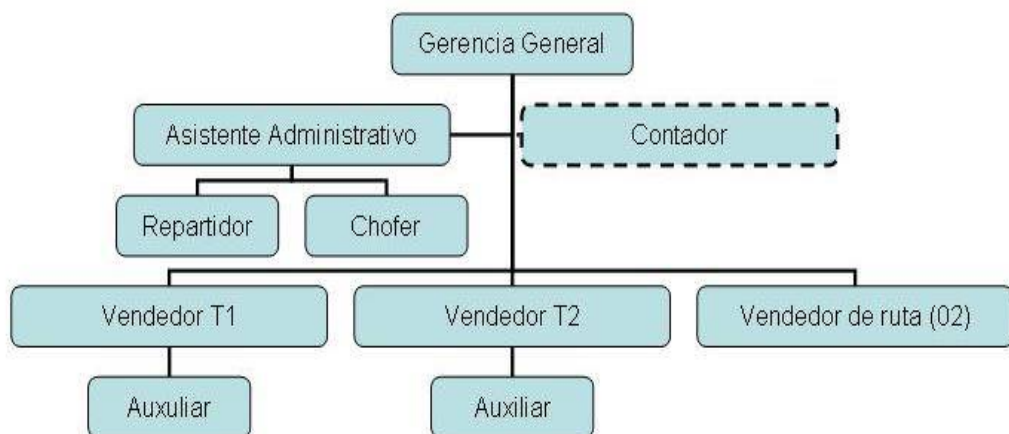 Gerencia General
Asistente Administrativo
Contador
Repartidor
Chofer
Vendedor T1
Vendedor T2
Vendedor de ruta (02)
Auxuliar
Auxiliar